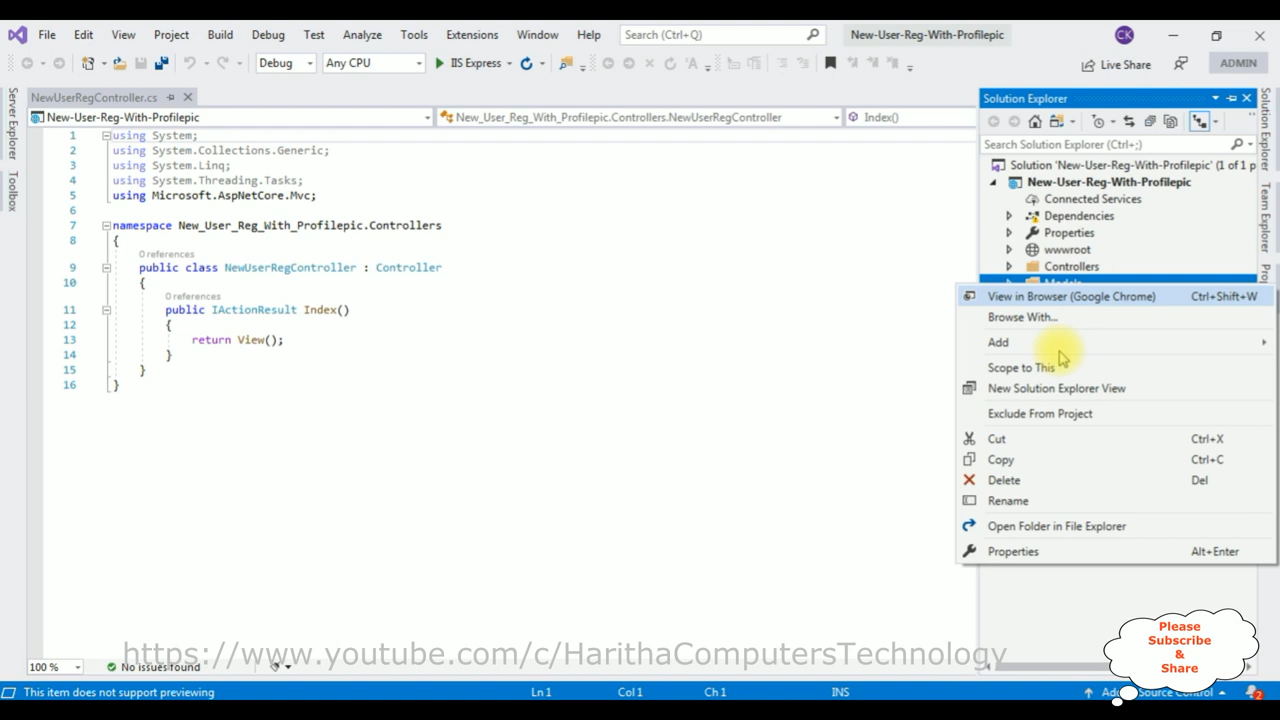 File Edit View Project Build Debug Test Analyze Tools Extensions Window Help Search (Ctrl+Q) New-User-Reg-With-Profilepic CK
Debug Any CPU IIS Express Live Share ADMIN
Server Explorer
Toolbox
NewUserRegController.cs
New-User-Reg-With-Profilepic New_User_Reg_With_Profilepic.Controllers.NewUserRegController Index()
1 using System;
2 using System.Collections.Generic;
3 using System.Linq;
4 using System.Threading.Tasks;
5 using Microsoft.AspNetCore.Mvc;
6
7 namespace New_User_Reg_With_Profilepic.Controllers
8 {
0 references
9 public class NewUserRegController : Controller
10 {
0 references
11 public IActionResult Index()
12 {
13 return View();
14 }
15 }
16 }
Solution Explorer
Search Solution Explorer (Ctrl+;)
Solution 'New-User-Reg-With-Profilepic' (1 of 1 p
New-User-Reg-With-Profilepic
Connected Services
Dependencies
Properties
wwwroot
Controllers
Models
View in Browser (Google Chrome) Ctrl+Shift+W
Browse With...
Add
Scope to This
New Solution Explorer View
Exclude From Project
Cut Ctrl+X
Copy Ctrl+C
Delete Del
Rename
Open Folder in File Explorer
Properties Alt+Enter
Solution Explorer
Team Explorer
https://www.youtube.com/c/HarithaComputersTechnology
100 % No issues found
Please
Subscribe
&
Share
This item does not support previewing Ln 1 Col 1 Ch 1 INS Source Control 2